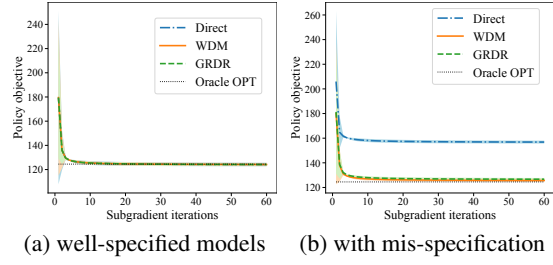 Policy objective
240
220
200
180
160
140
120
Direct
WDM
GRDR
Oracle OPT
0 10 20 30 40 50 60
Subgradient iterations
(a) well-specified models
Policy objective
260
240
220
200
180
160
140
120
Direct
WDM
GRDR
Oracle OPT
0 10 20 30 40 50 60
Subgradient iterations
(b) with mis-specification